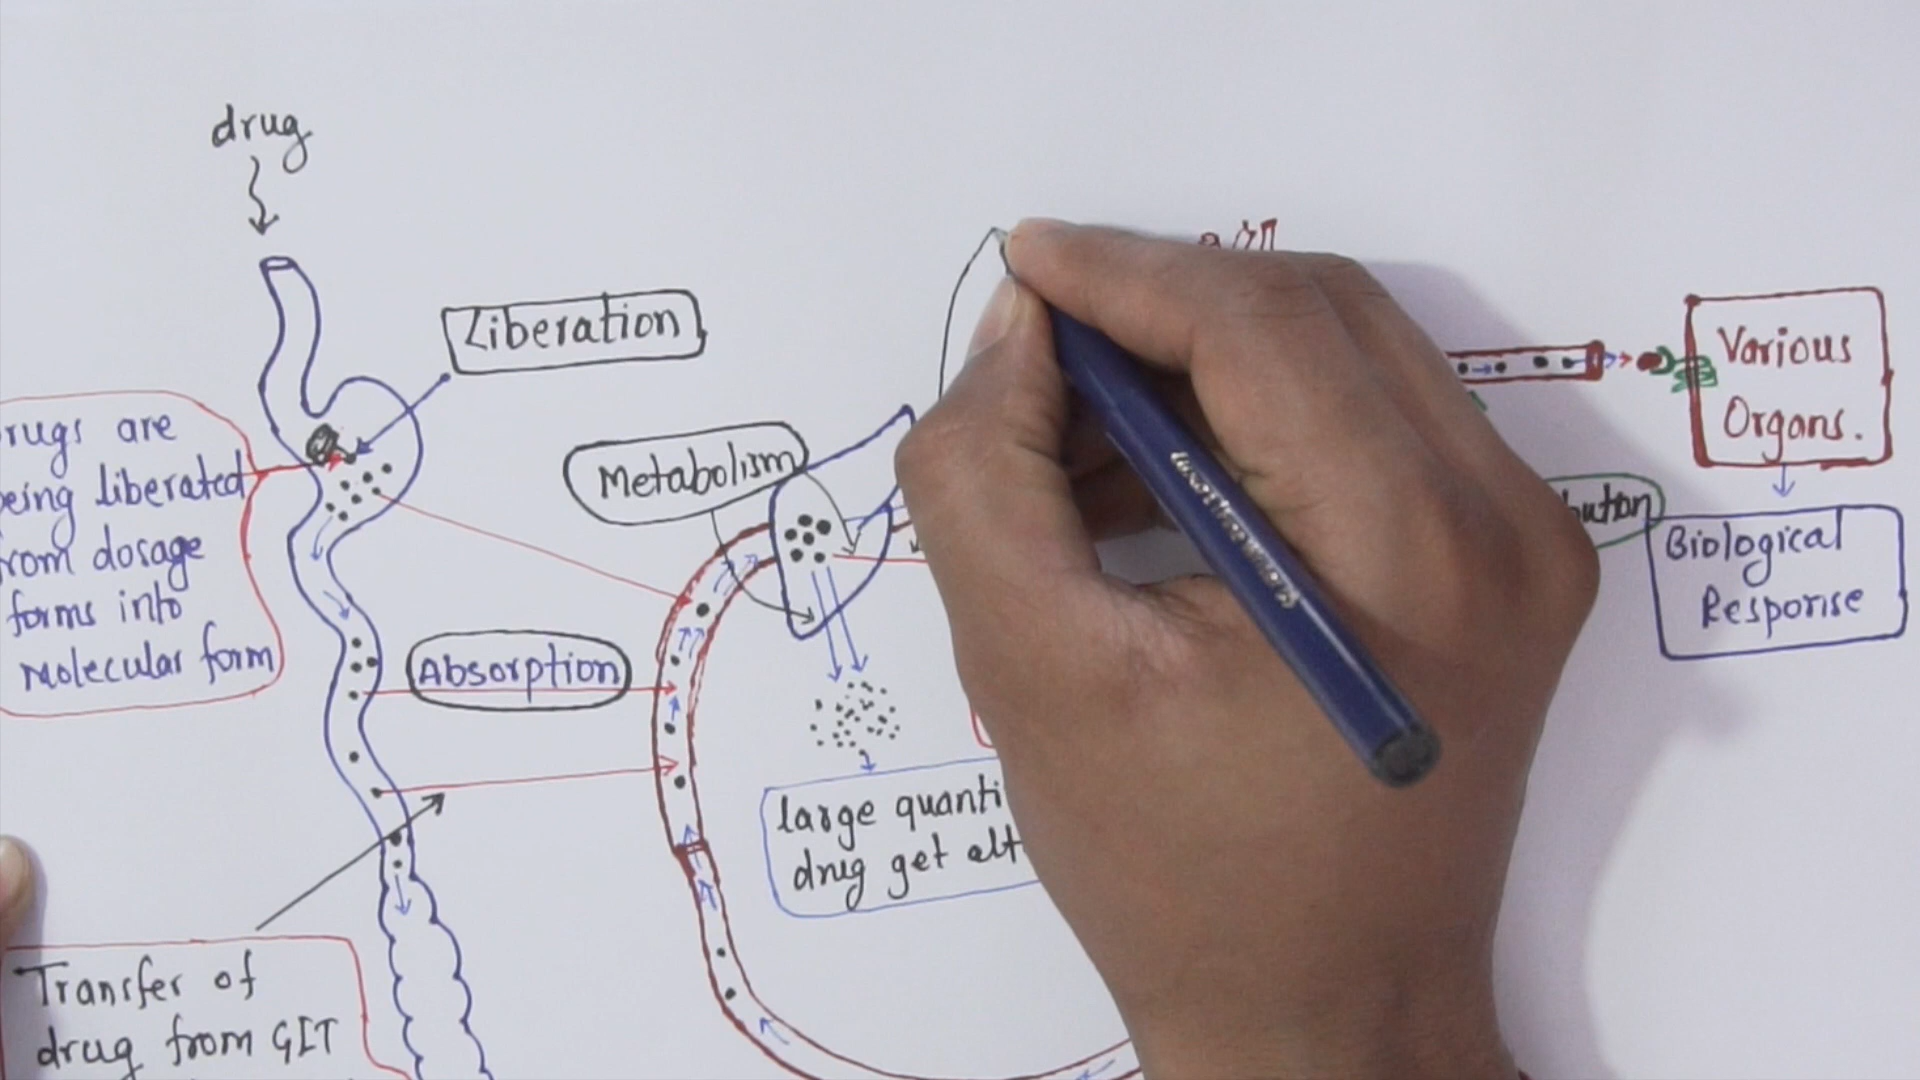 drug
Liberation
rugs are
eing liberated
rom dosage
forms into
molecular form
Metabolism
Absorption
large quanti
drug get alt
Transfer of
drug from GIT
Various
Organs.
bution
Biological
Response